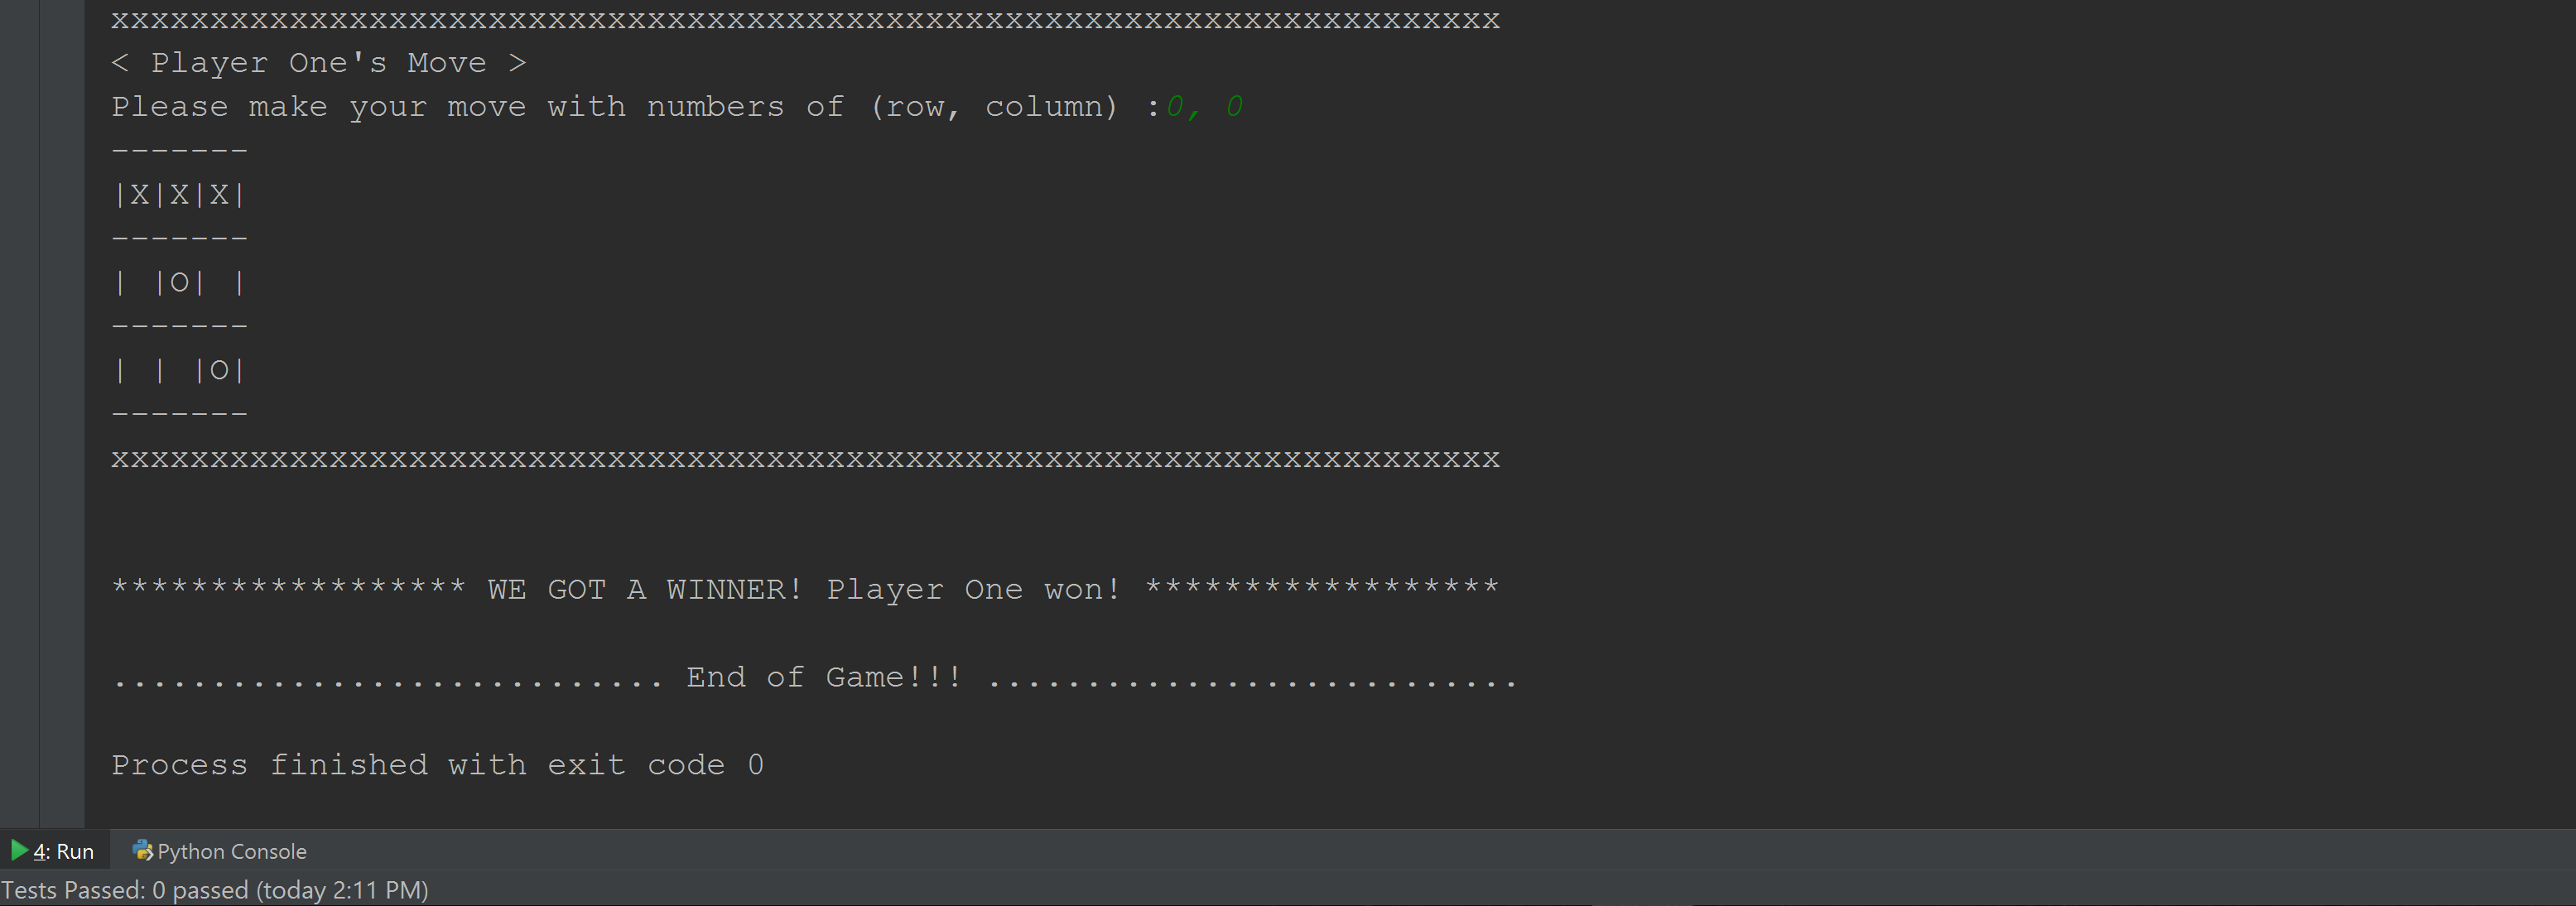 xxxxxxxxxxxxxxxxxxxxxxxxxxxxxxxxxxxxxxxxxxxxxxxxxxxxxxxxxxxxxxxxxxxxxx
< Player One's Move >
Please make your move with numbers of (row, column) :0, 0
-------
|X|X|X|
-------
| |O| |
-------
| | |O|
-------
xxxxxxxxxxxxxxxxxxxxxxxxxxxxxxxxxxxxxxxxxxxxxxxxxxxxxxxxxxxxxxxxxxxxxx
****************** WE GOT A WINNER! Player One won! ******************
............................ End of Game!!! ...........................
Process finished with exit code 0
4: Run Python Console
Tests Passed: 0 passed (today 2:11 PM)